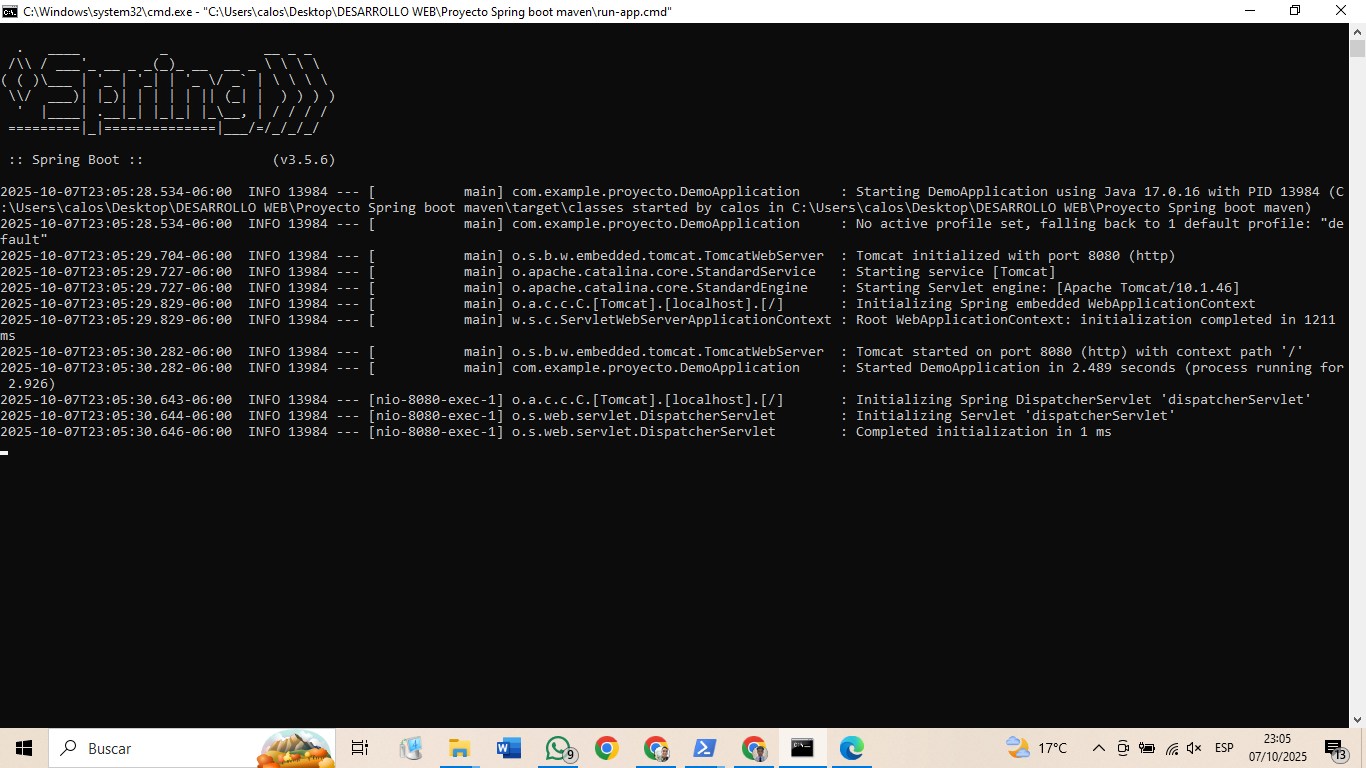 C:\Windows\system32\cmd.exe - "C:\Users\calos\Desktop\DESARROLLO WEB\Proyecto Spring boot maven\run-app.cmd"
  .   ____          _            __ _ _
 /\\ / ___'_ __ _ _(_)_ __  __ _ \ \ \ \
( ( )\___ | '_ | '_| | '_ \/ _` | \ \ \ \
 \\/  ___)| |_)| | | | | || (_| |  ) ) ) )
  '  |____| .__|_| |_|_| |_\__, | / / / /
 =========|_|==============|___/=/_/_/_/
 :: Spring Boot ::                (v3.5.6)
2025-10-07T23:05:28.534-06:00  INFO 13984 --- [           main] com.example.proyecto.DemoApplication     : Starting DemoApplication using Java 17.0.16 with PID 13984 (C
:\Users\calos\Desktop\DESARROLLO WEB\Proyecto Spring boot maven\target\classes started by calos in C:\Users\calos\Desktop\DESARROLLO WEB\Proyecto Spring boot maven)
2025-10-07T23:05:28.534-06:00  INFO 13984 --- [           main] com.example.proyecto.DemoApplication     : No active profile set, falling back to 1 default profile: "de
fault"
2025-10-07T23:05:29.704-06:00  INFO 13984 --- [           main] o.s.b.w.embedded.tomcat.TomcatWebServer  : Tomcat initialized with port 8080 (http)
2025-10-07T23:05:29.727-06:00  INFO 13984 --- [           main] o.apache.catalina.core.StandardService   : Starting service [Tomcat]
2025-10-07T23:05:29.727-06:00  INFO 13984 --- [           main] o.apache.catalina.core.StandardEngine    : Starting Servlet engine: [Apache Tomcat/10.1.46]
2025-10-07T23:05:29.829-06:00  INFO 13984 --- [           main] o.a.c.c.C.[Tomcat].[localhost].[/]       : Initializing Spring embedded WebApplicationContext
2025-10-07T23:05:29.829-06:00  INFO 13984 --- [           main] w.s.c.ServletWebServerApplicationContext : Root WebApplicationContext: initialization completed in 1211
ms
2025-10-07T23:05:30.282-06:00  INFO 13984 --- [           main] o.s.b.w.embedded.tomcat.TomcatWebServer  : Tomcat started on port 8080 (http) with context path '/'
2025-10-07T23:05:30.282-06:00  INFO 13984 --- [           main] com.example.proyecto.DemoApplication     : Started DemoApplication in 2.489 seconds (process running for
 2.926)
2025-10-07T23:05:30.643-06:00  INFO 13984 --- [nio-8080-exec-1] o.a.c.c.C.[Tomcat].[localhost].[/]       : Initializing Spring DispatcherServlet 'dispatcherServlet'
2025-10-07T23:05:30.644-06:00  INFO 13984 --- [nio-8080-exec-1] o.s.web.servlet.DispatcherServlet        : Initializing Servlet 'dispatcherServlet'
2025-10-07T23:05:30.646-06:00  INFO 13984 --- [nio-8080-exec-1] o.s.web.servlet.DispatcherServlet        : Completed initialization in 1 ms
Buscar
9
17°C
ESP
23:05
07/10/2025
13